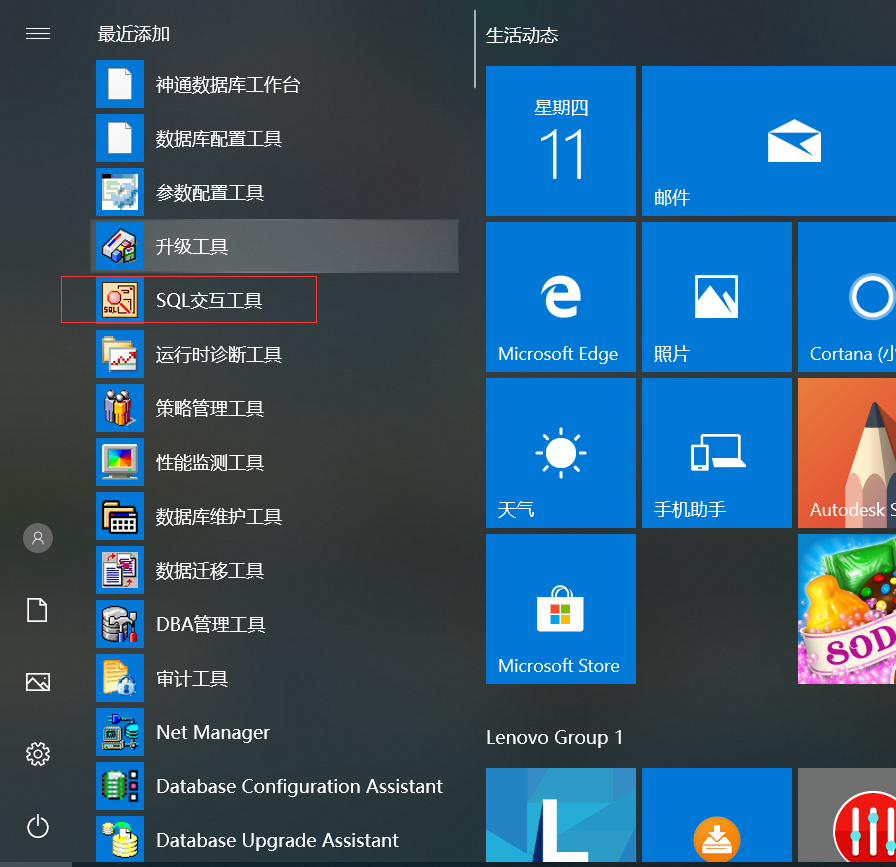 最近添加
神通数据库工作台
数据库配置工具
参数配置工具
升级工具
SQL交互工具
运行时诊断工具
策略管理工具
性能监测工具
数据库维护工具
数据迁移工具
DBA管理工具
审计工具
Net Manager
Database Configuration Assistant
Database Upgrade Assistant
生活动态
星期四
11
邮件
Microsoft Edge
照片
Cortana (小
天气
手机助手
Autodesk S
Microsoft Store
SOD
Lenovo Group 1
L